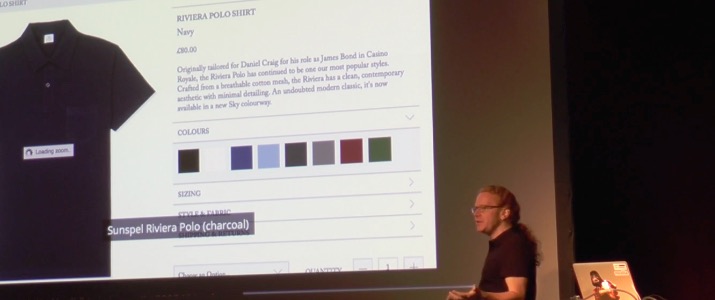 LO SHIRT
RIVIERA POLO SHIRT
Navy
£80.00
Originally tailored for Daniel Craig for his role as James Bond in Casino
Royale, the Riviera Polo has continued to be one our most popular styles.
Crafted from a breathable cotton mesh, the Riviera has a clean, contemporary
aesthetic with minimal detailing. An undoubted modern classic, it's now
available in a new Sky colourway.
COLOURS
Loading zoom
SIZING
STYLE & FABRIC
Sunspel Riviera Polo (charcoal)
Choose an Option
QUANTITY
1 +